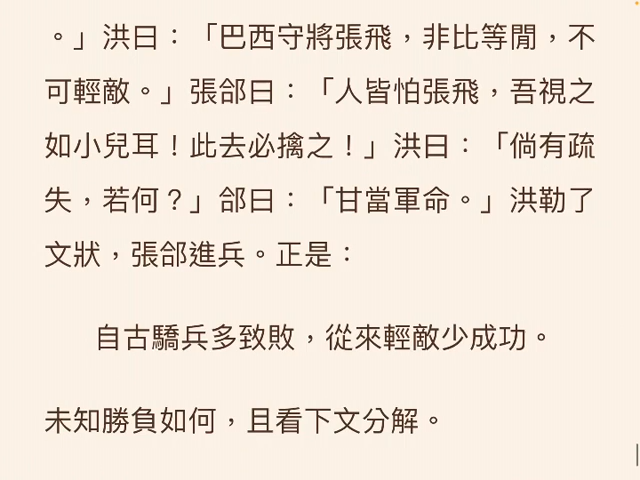 。」洪曰：「巴西守將張飛，非比等閒，不
可輕敵。」張郃曰：「人皆怕張飛，吾視之
如小兒耳！此去必擒之！」洪曰：「倘有疏
失，若何？」郃曰：「甘當軍命。」洪勒了
文狀，張郃進兵。正是：
自古驕兵多致敗，從來輕敵少成功。
未知勝負如何，且看下文分解。